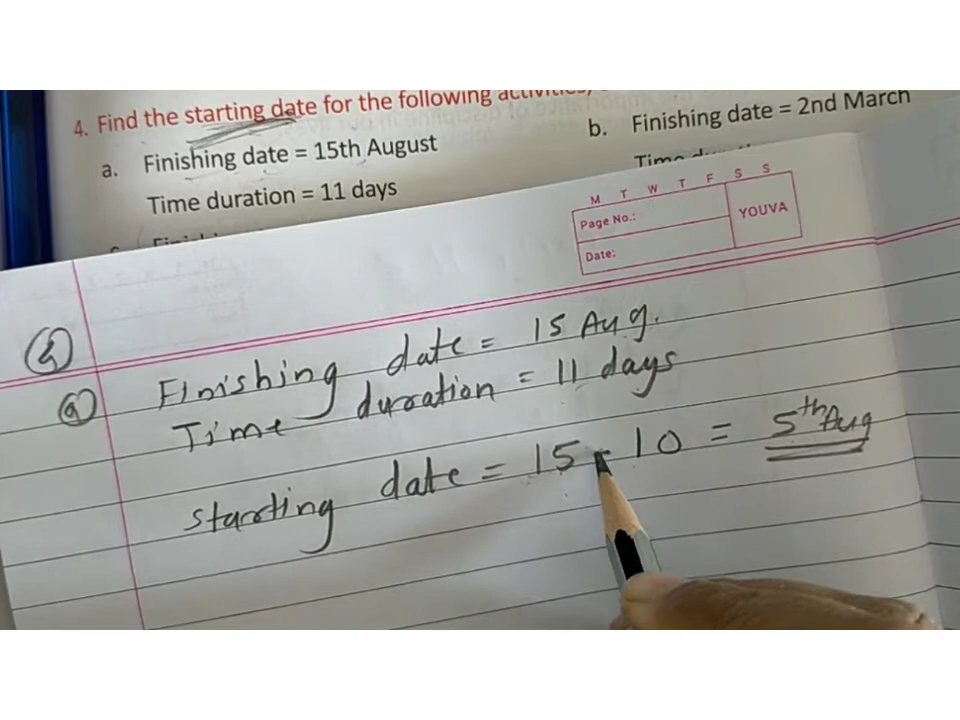 4. Find the starting date for the following
a. Finishing date = 15th August
Time duration = 11 days
b. Finishing date = 2nd March
Time
M T W T F S S
Page No.:
Date:
YOUVA
4
a Finishing date = 15 Aug.
Time duration = 11 days
starting date = 15 - 10 = 5th Aug